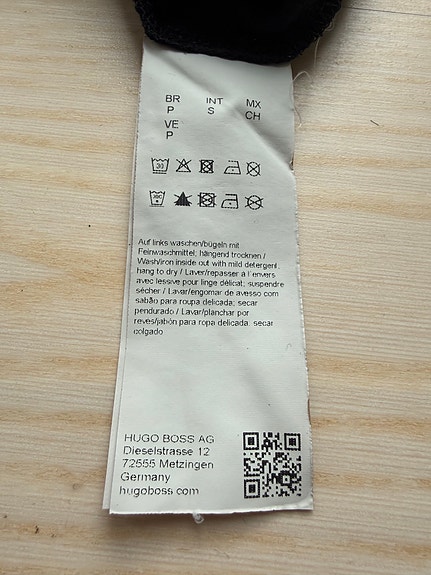 BR INT MX
P S CH
VE
P
30
30C
Auf links waschen/bügeln mit
Feinwaschmittel, hängend trocknen /
Wash/iron inside out with mild detergent,
hang to dry / Laver/repasser à l'envers
avec lessive pour linge délicat; suspendre
sécher / Lavar/engomar de avesso com
sabão para roupa delicada; secar
pendurado / Lavar/planchar por
reves/jabón para ropa delicada; secar
colgado
HUGO BOSS AG
Dieselstrasse 12
72555 Metzingen
Germany
hugoboss.com